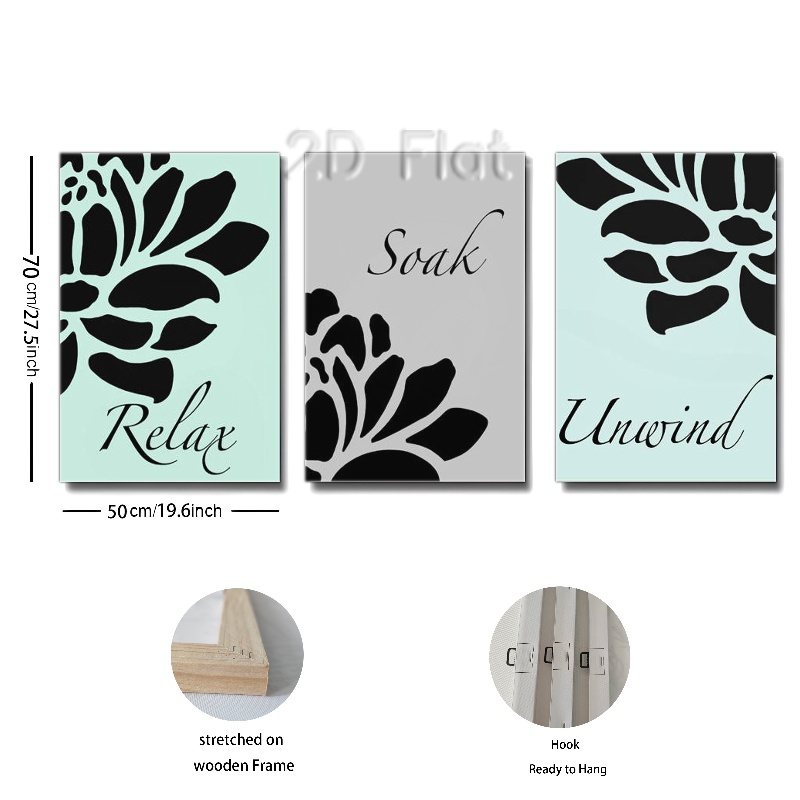 2D Flat
Soak
Relax
Unwind
70cm/27.5inch
50cm/19.6inch
stretched on
wooden Frame
Hook
Ready to Hang